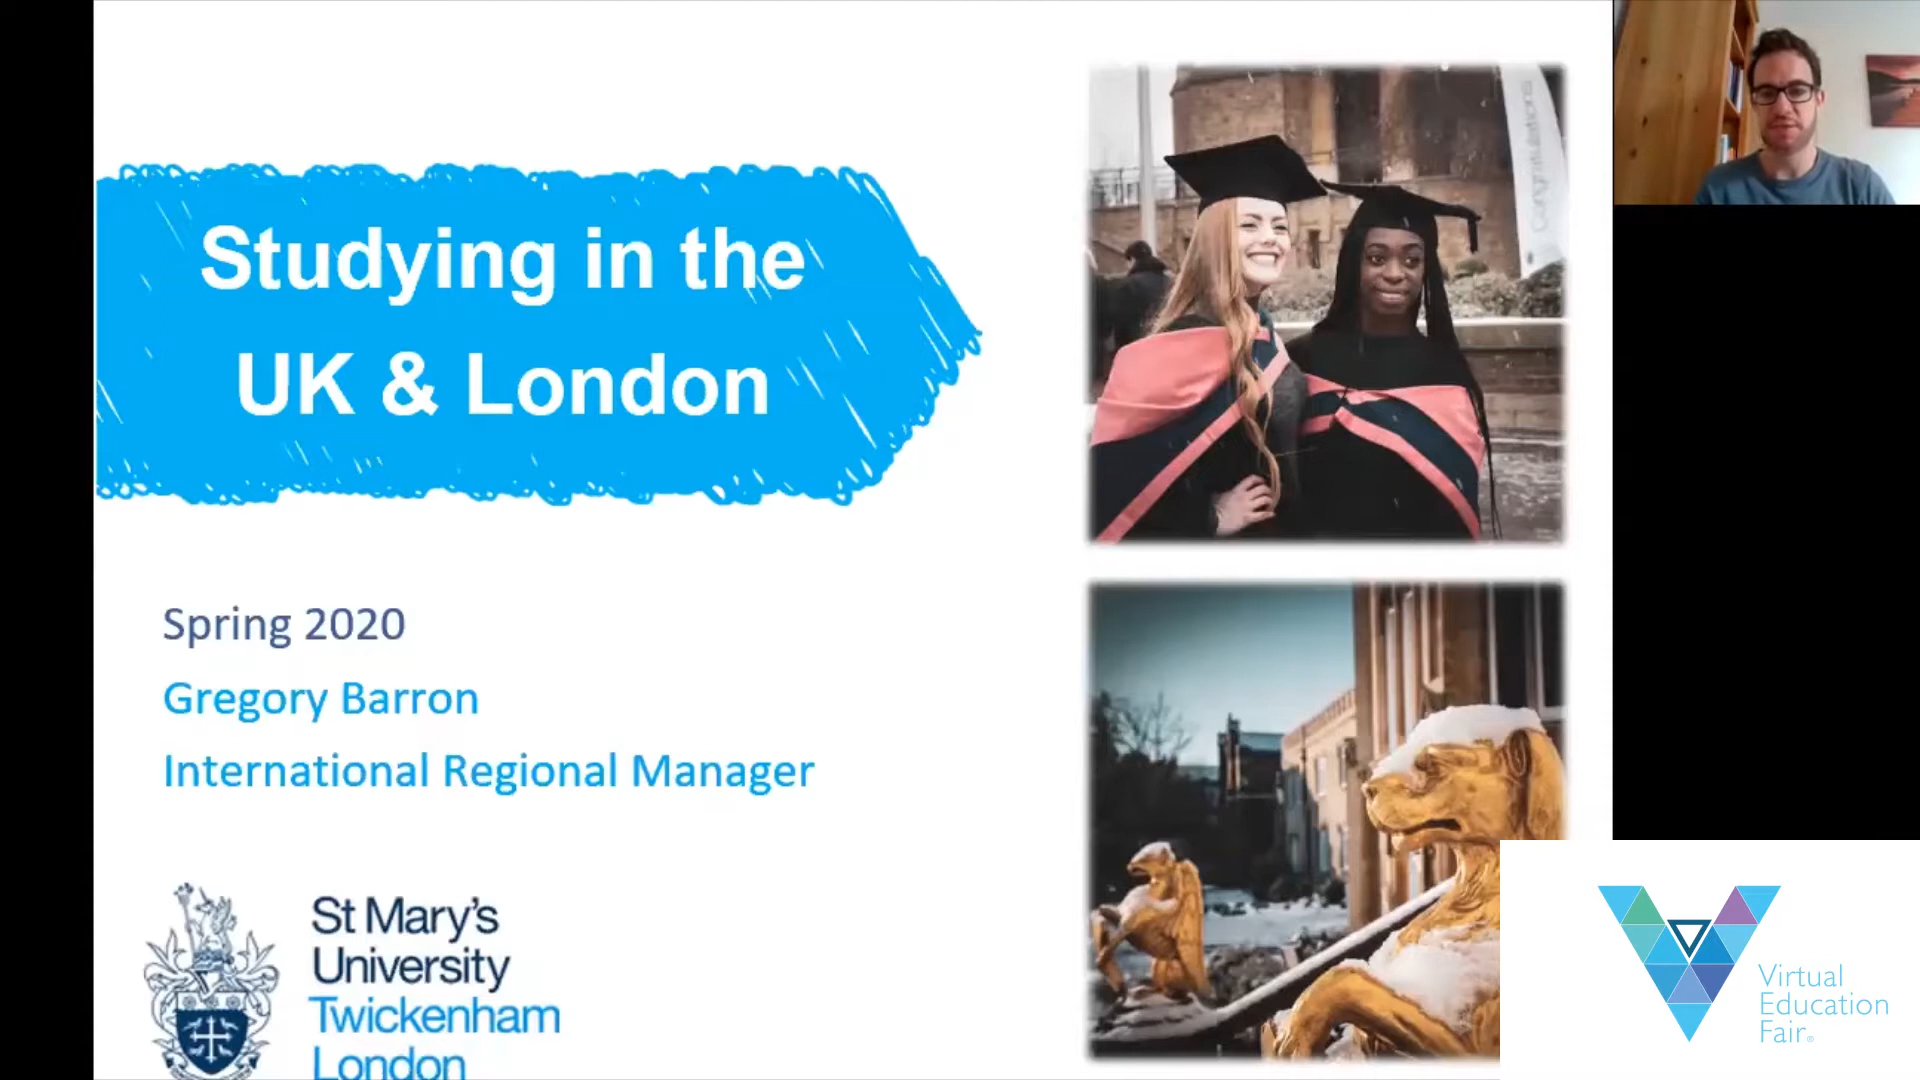 Studying in the
UK & London
Spring 2020
Gregory Barron
International Regional Manager
St Mary's
University
Twickenham
London
Congratulations
Virtual
Education
Fair®